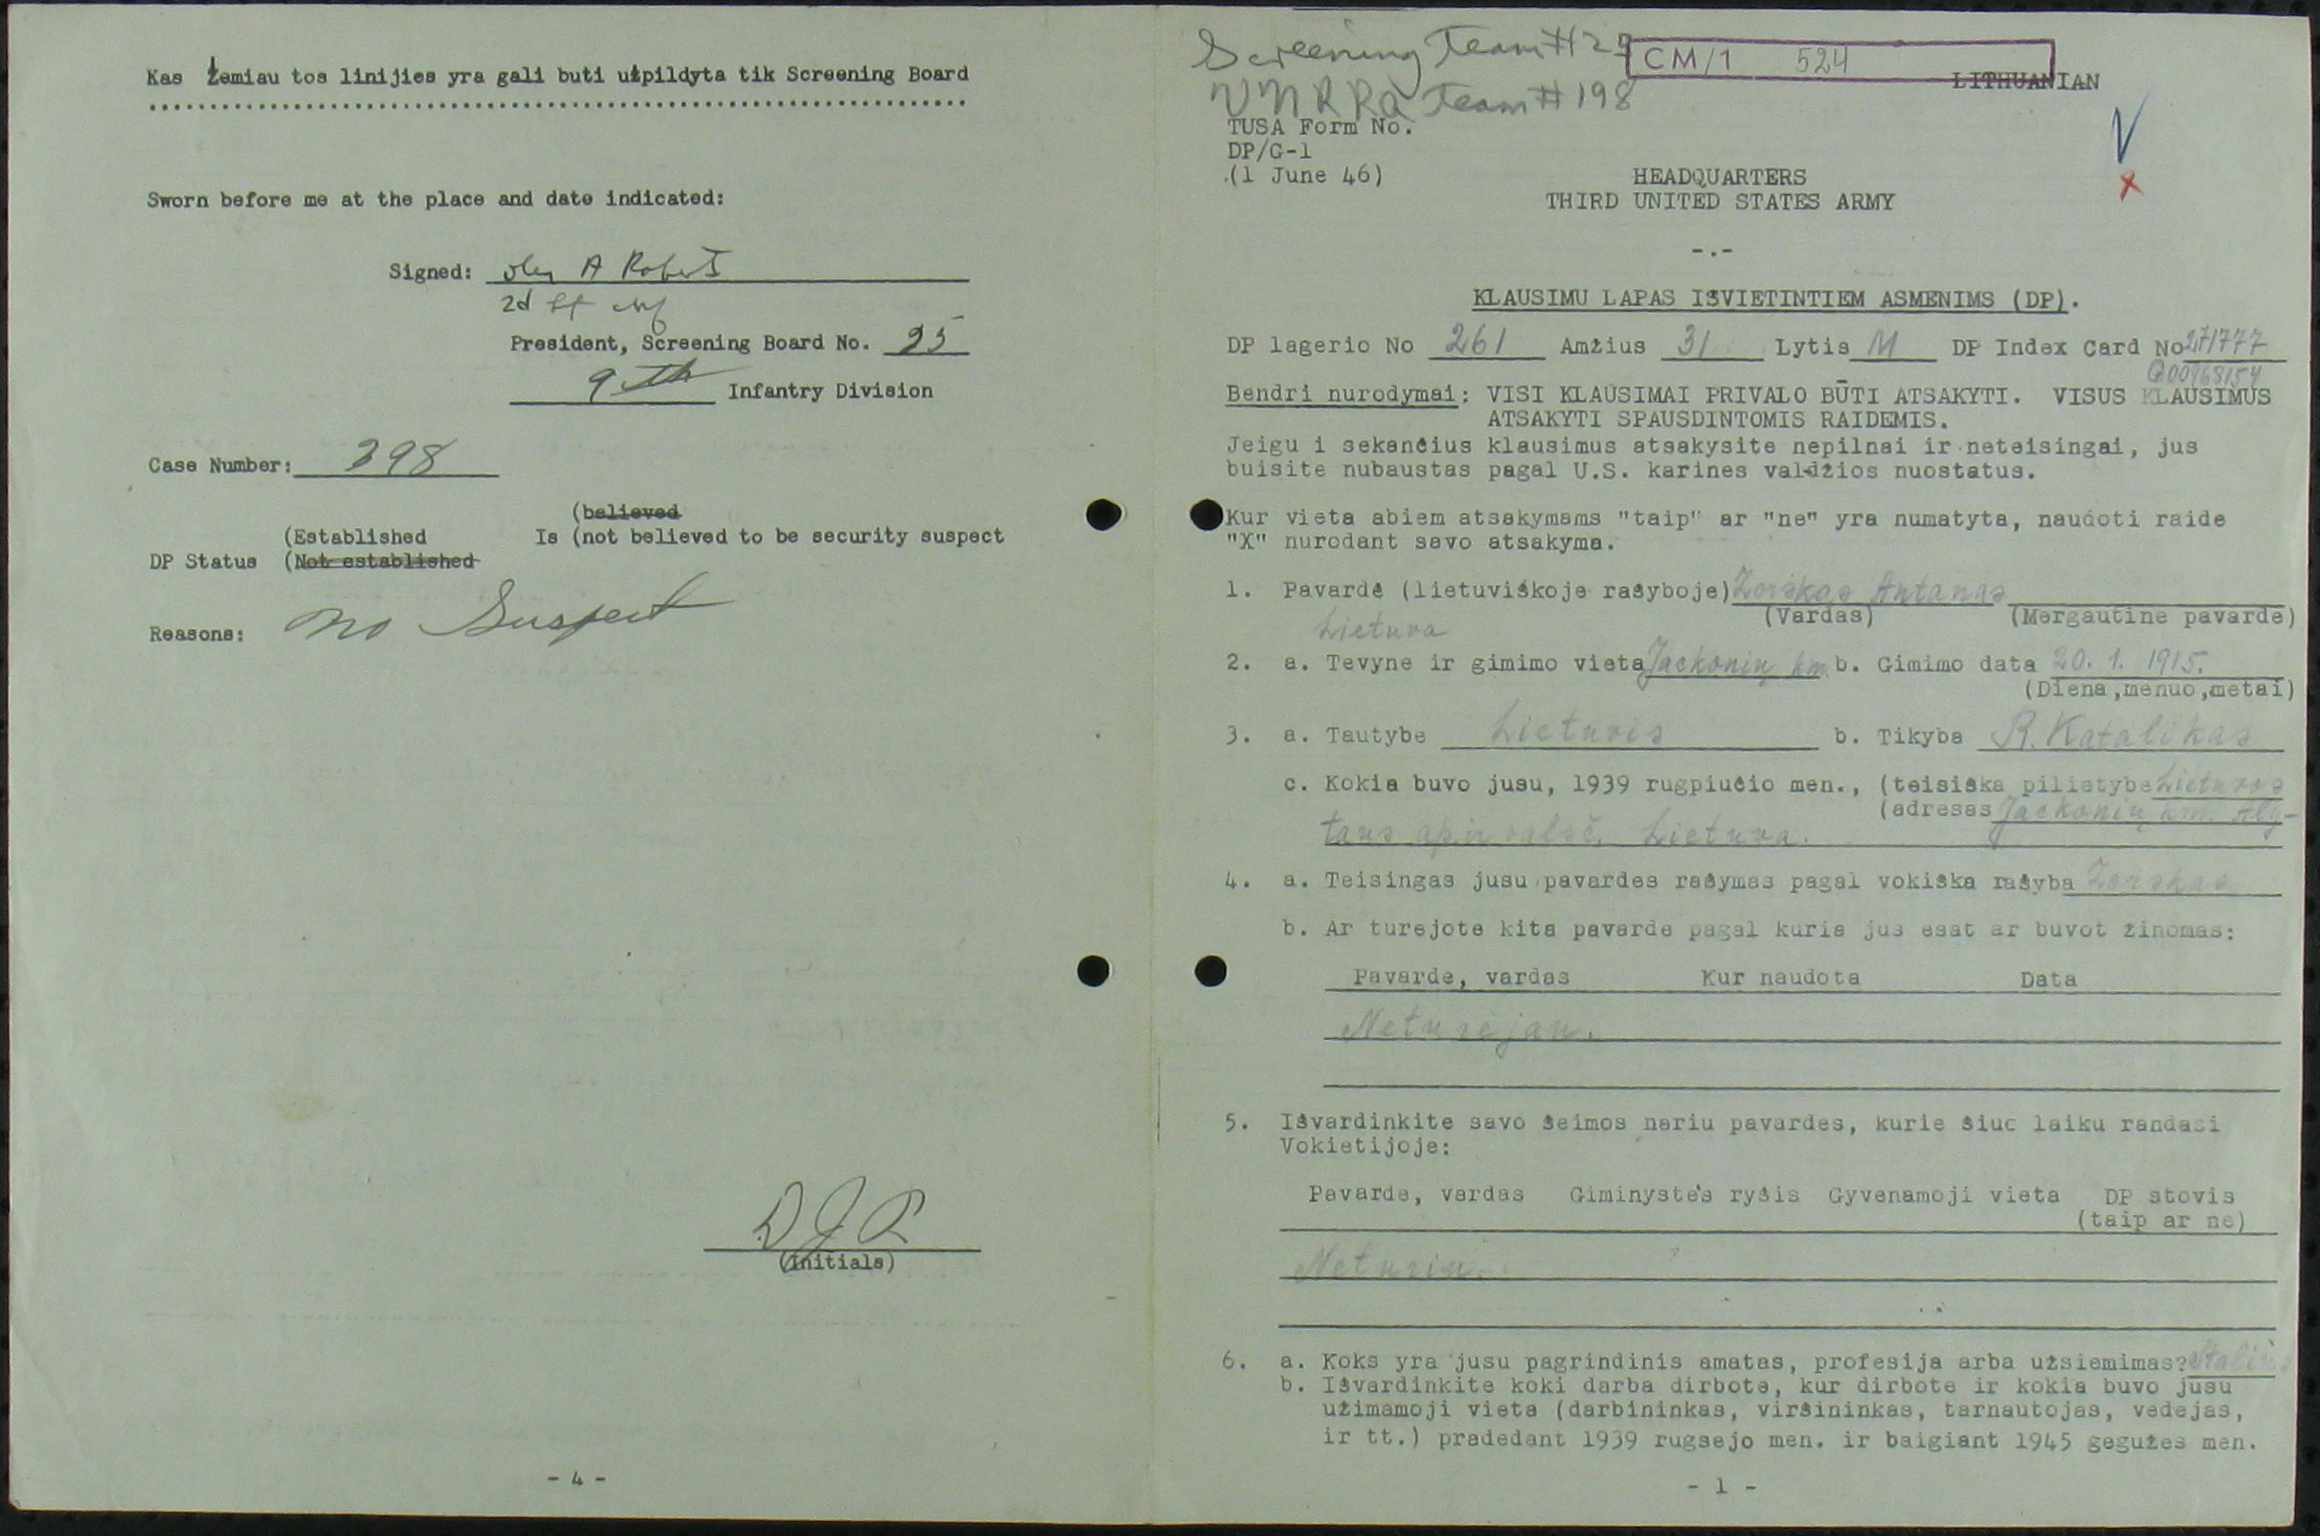 Kas žemiau tos linijies yra gali buti užpildyta tik Screening Board
Sworn before me at the place and date indicated:
Signed: A Roberts
2d Lt Inf
President, Screening Board No. 35
9th Infantry Division
Case Number: 398
(believed
(Established Is (not believed to be security suspect
DP Status (Not established
Reasons: no Suspect
DJR
(Initials)
- 4 -
Screening Team # 29
UNRRA Team # 198
CM/1 524
LITHUANIAN
TUSA Form No.
DP/G-1
(1 June 46)
HEADQUARTERS
THIRD UNITED STATES ARMY
-.-
KLAUSIMU LAPAS IŠVIETINTIEM ASMENIMS (DP).
DP lagerio No 261 Amžius 31 Lytis M DP Index Card No 271777
G00968154
Bendri nurodymai: VISI KLAUSIMAI PRIVALO BŪTI ATSAKYTI. VISUS KLAUSIMUS
ATSAKYTI SPAUSDINTOMIS RAIDEMIS.
Jeigu i sekančius klausimus atsakysite nepilnai ir neteisingai, jus
buisite nubaustas pagal U.S. karines valdžios nuostatus.
Kur vieta abiem atsakymams "taip" ar "ne" yra numatyta, naudoti raide
"X" nurodant savo atsakyma.
1. Pavardė (lietuviškoje rašyboje) Zorskas Antanas
(Vardas) (Mergautine pavarde)
Lietuva
2. a. Tevyne ir gimimo vieta Jackonių km. b. Gimimo data 20. 1. 1915.
(Diena,menuo,metai)
3. a. Tautybe Lietuvis b. Tikyba R. Katalikas
c. Kokia buvo jusu, 1939 rugpiučio men., (teisiška pilietybe Lietuvos
(adresas Jackonių km. Aly-
taus ap. ir valsč. Lietuva.
4. a. Teisingas jusu pavardes rašymas pagal vokiška rašyba Zorskas
b. Ar turejote kita pavarde pagal kuria jus esat ar buvot žinomas:
Pavarde, vardas Kur naudota Data
Neturėjau.
5. Išvardinkite savo šeimos nariu pavardes, kurie šiuc laiku randasi
Vokietijoje:
Pavarde, vardas Giminystės ryšis Gyvenamoji vieta DP stovis
(taip ar ne)
Neturiu.
6. a. Koks yra jusu pagrindinis amatas, profesija arba užsiemimas? Stalius
b. Išvardinkite koki darba dirbote, kur dirbote ir kokia buvo jusu
užimamoji vieta (darbininkas, viršininkas, tarnautojas, vedejas,
ir tt.) pradedant 1939 rugsejo men. ir baigiant 1945 gegužes men.
- 1 -